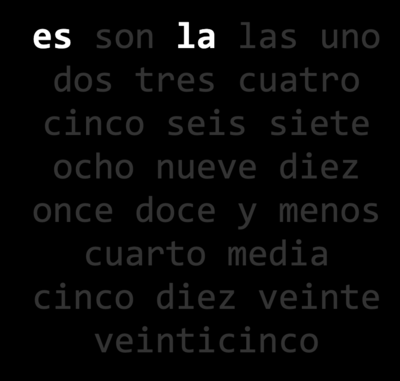 es son la las uno
dos tres cuatro
cinco seis siete
ocho nueve diez
once doce y menos
cuarto media
cinco diez veinte
veinticinco